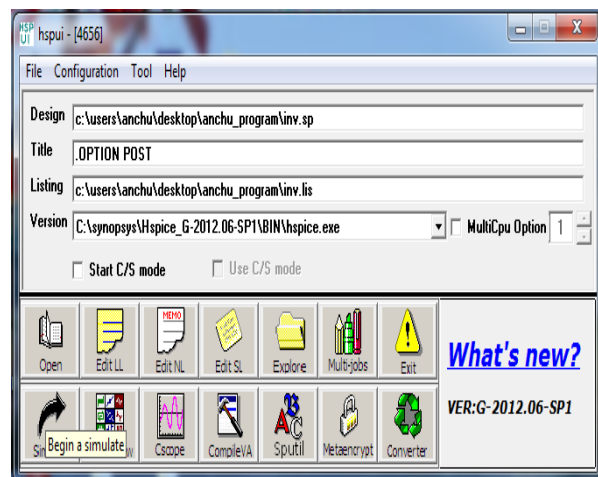 HSP UI hspui - [4656]
File Configuration Tool Help
Design c:\users\anchu\desktop\anchu_program\inv.sp
Title .OPTION POST
Listing c:\users\anchu\desktop\anchu_program\inv.lis
Version C:\synopsys\Hspice_G-2012.06-SP1\BIN\hspice.exe MultiCpu Option 1
Start C/S mode Use C/S mode
MEMO
Open Edit LL Edit NL Edit SL Explore Multi-jobs Exit
What's new?
VER:G-2012.06-SP1
Begin a simulate
Cscope CompleVA Sputil Metaencrypt Converter